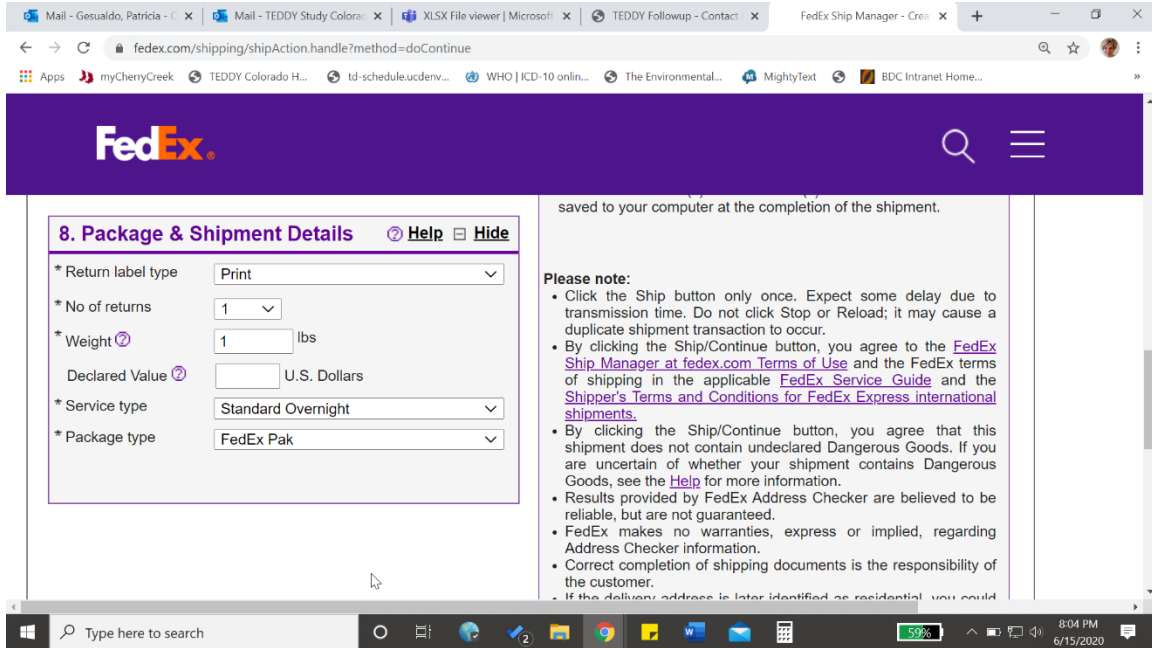 Mail - Gesualdo, Patricia -
Mail - TEDDY Study Colorad
XLSX File viewer | Microsoft
TEDDY Followup - Contact
FedEx Ship Manager - Crea
fedex.com/shipping/shipAction.handle?method=doContinue
Apps myCherryCreek TEDDY Colorado H... td-schedule.ucdenv... WHO | ICD-10 onlin... The Environmental... MightyText BDC Intranet Home... »
FedEx®
8. Package & Shipment Details ? Help Hide
* Return label type Print
* No of returns 1
* Weight ? 1 lbs
Declared Value ? U.S. Dollars
* Service type Standard Overnight
* Package type FedEx Pak
saved to your computer at the completion of the shipment.
Please note:
• Click the Ship button only once. Expect some delay due to
transmission time. Do not click Stop or Reload; it may cause a
duplicate shipment transaction to occur.
• By clicking the Ship/Continue button, you agree to the FedEx
Ship Manager at fedex.com Terms of Use and the FedEx terms
of shipping in the applicable FedEx Service Guide and the
Shipper's Terms and Conditions for FedEx Express international
shipments.
• By clicking the Ship/Continue button, you agree that this
shipment does not contain undeclared Dangerous Goods. If you
are uncertain of whether your shipment contains Dangerous
Goods, see the Help for more information.
• Results provided by FedEx Address Checker are believed to be
reliable, but are not guaranteed.
• FedEx makes no warranties, express or implied, regarding
Address Checker information.
• Correct completion of shipping documents is the responsibility of
the customer.
• If the delivery address is later identified as residential, you could
Type here to search
2
59%
8:04 PM
6/15/2020